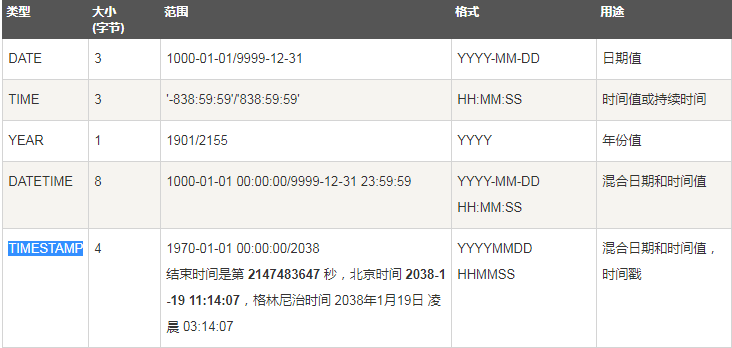 类型 大小 范围 格式 用途
(字节)
DATE 3 1000-01-01/9999-12-31 YYYY-MM-DD 日期值
TIME 3 '-838:59:59'/'838:59:59' HH:MM:SS 时间值或持续时间
YEAR 1 1901/2155 YYYY 年份值
DATETIME 8 1000-01-01 00:00:00/9999-12-31 23:59:59 YYYY-MM-DD 混合日期和时间值
HH:MM:SS
TIMESTAMP 4 1970-01-01 00:00:00/2038 YYYYMMDD 混合日期和时间值，
结束时间是第 2147483647 秒，北京时间 2038-1 HHMMSS 时间戳
-19 11:14:07，格林尼治时间 2038年1月19日 凌
晨 03:14:07